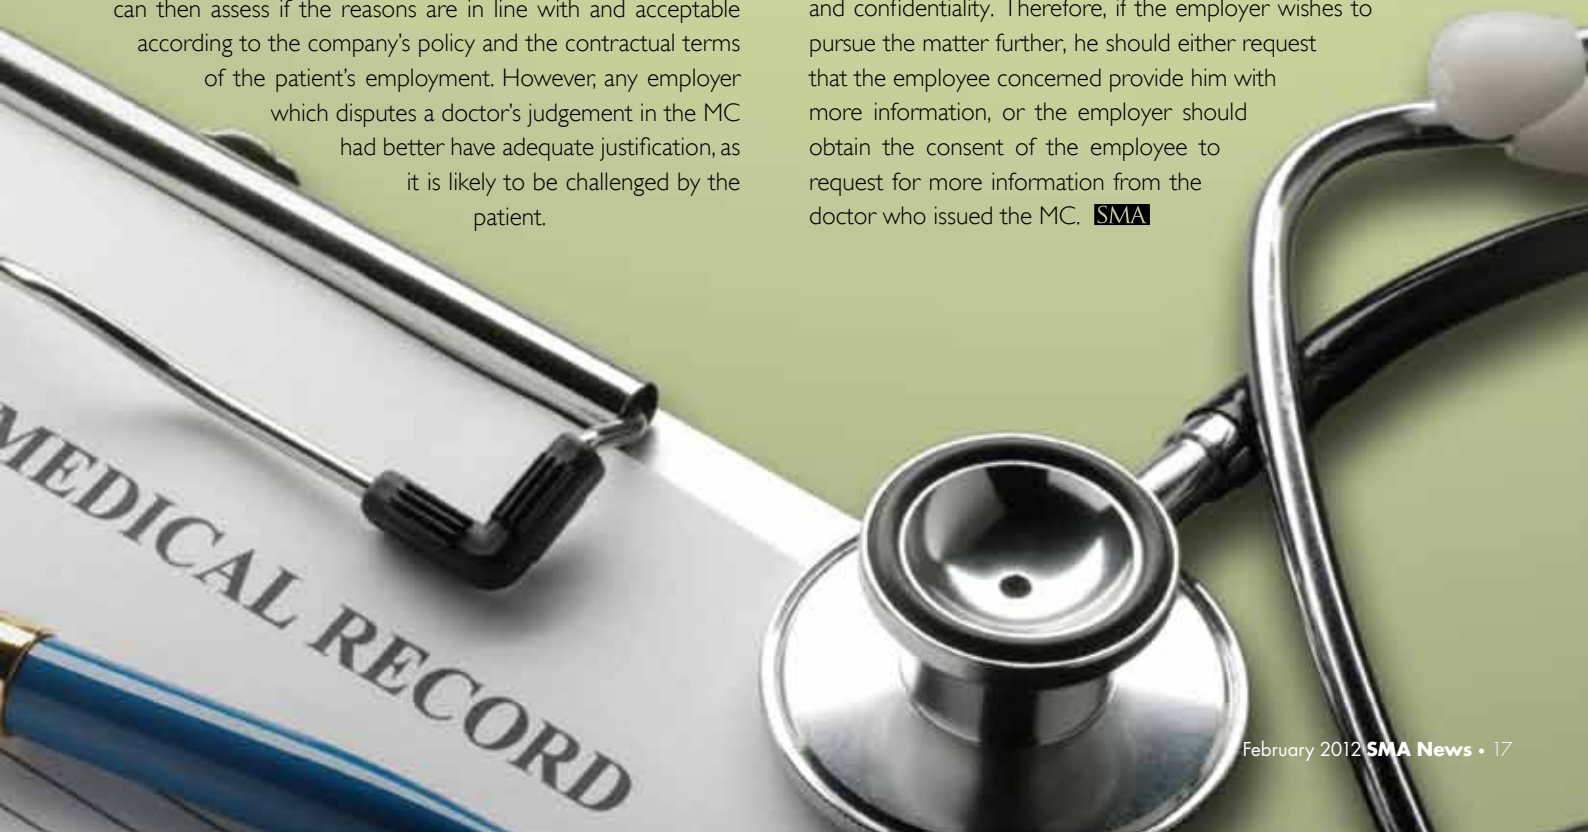 can then assess if the reasons are in line with and acceptable
according to the company’s policy and the contractual terms
of the patient’s employment. However, any employer
which disputes a doctor’s judgement in the MC
had better have adequate justification, as
it is likely to be challenged by the
patient.
and confidentiality. Therefore, if the employer wishes to
pursue the matter further, he should either request
that the employee concerned provide him with
more information, or the employer should
obtain the consent of the employee to
request for more information from the
doctor who issued the MC. SMA
MEDICAL RECORD
February 2012 SMA News • 17